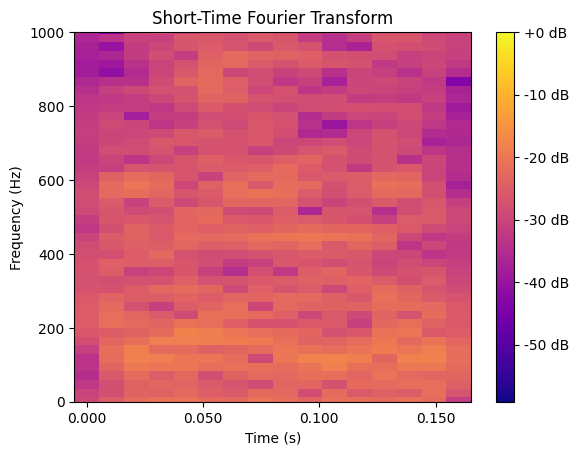 Short-Time Fourier Transform
Frequency (Hz)
1000
800
600
400
200
0
0.000
0.050
0.100
0.150
Time (s)
+0 dB
-10 dB
-20 dB
-30 dB
-40 dB
-50 dB